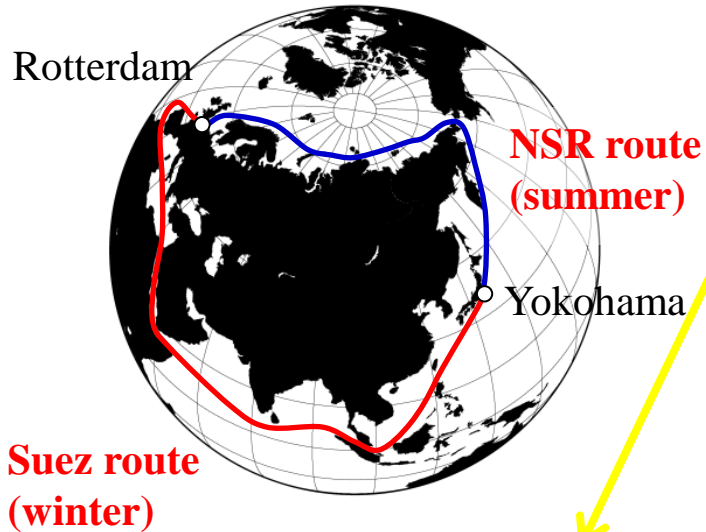 Rotterdam
NSR route
(summer)
Yokohama
Suez route
(winter)